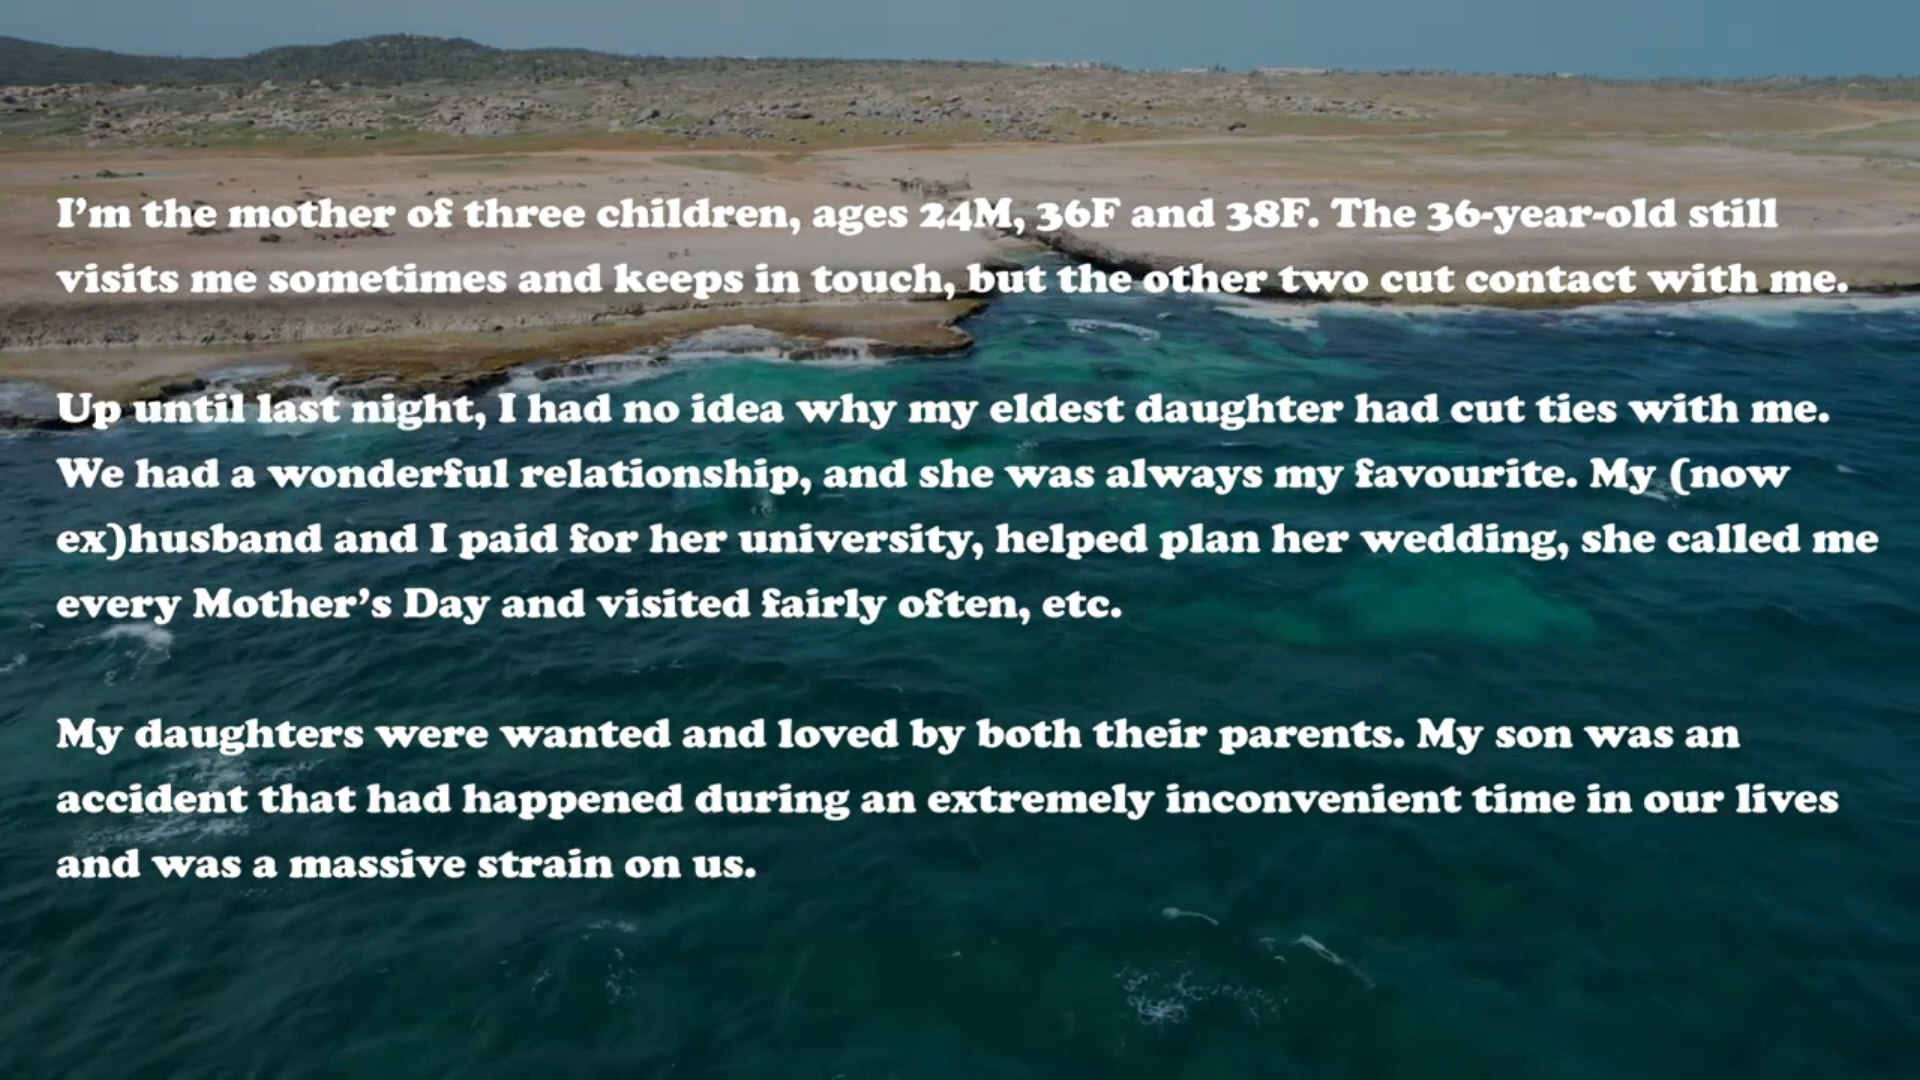 I’m the mother of three children, ages 24M, 36F and 38F. The 36-year-old still
visits me sometimes and keeps in touch, but the other two cut contact with me.
Up until last night, I had no idea why my eldest daughter had cut ties with me.
We had a wonderful relationship, and she was always my favourite. My (now
ex)husband and I paid for her university, helped plan her wedding, she called me
every Mother’s Day and visited fairly often, etc.
My daughters were wanted and loved by both their parents. My son was an
accident that had happened during an extremely inconvenient time in our lives
and was a massive strain on us.